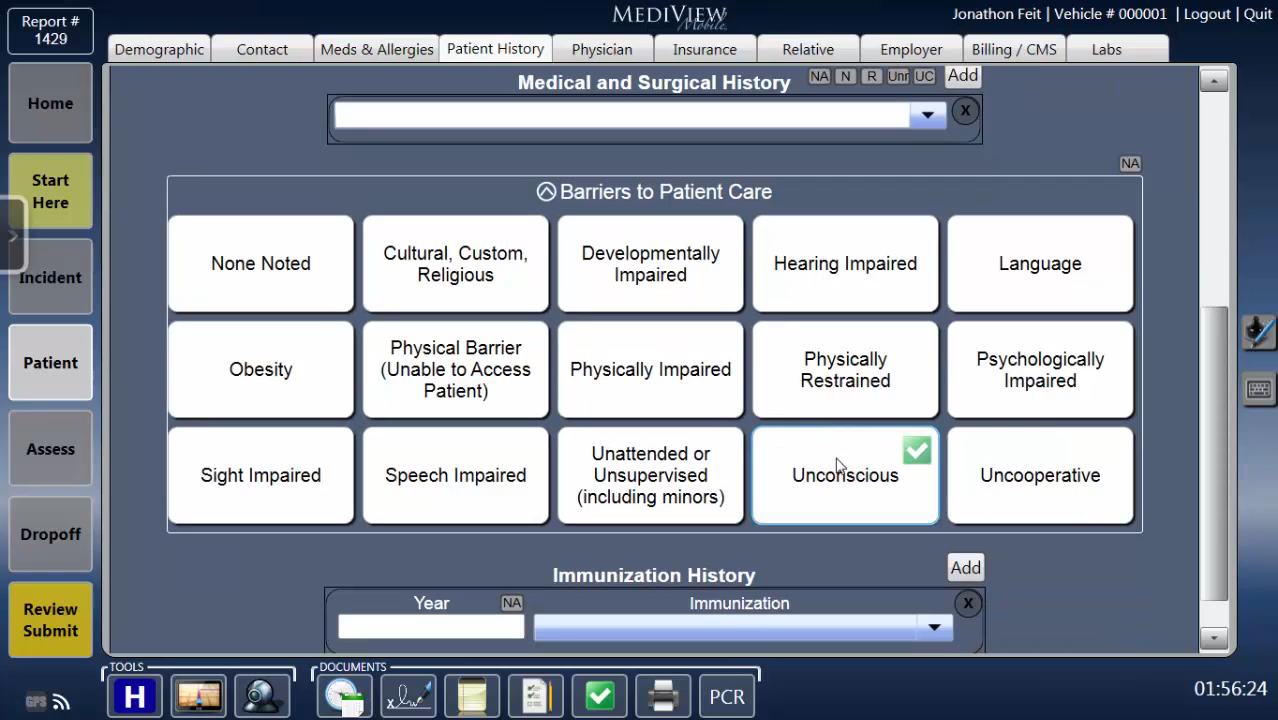 Report #
1429
MEDIVIEW
Mobile
Jonathon Feit | Vehicle # 000001 | Logout | Quit
Demographic
Contact
Meds & Allergies
Patient History
Physician
Insurance
Relative
Employer
Billing / CMS
Labs
Home
Start
Here
Incident
Patient
Assess
Dropoff
Review
Submit
Medical and Surgical History
NA
N
R
Unr
UC
Add
X
NA
Barriers to Patient Care
None Noted
Cultural, Custom,
Religious
Developmentally
Impaired
Hearing Impaired
Language
Obesity
Physical Barrier
(Unable to Access
Patient)
Physically Impaired
Physically
Restrained
Psychologically
Impaired
Sight Impaired
Speech Impaired
Unattended or
Unsupervised
(including minors)
Unconscious
Uncooperative
Immunization History
Add
Year
NA
Immunization
X
TOOLS
DOCUMENTS
GPS
H
PCR
01:56:24